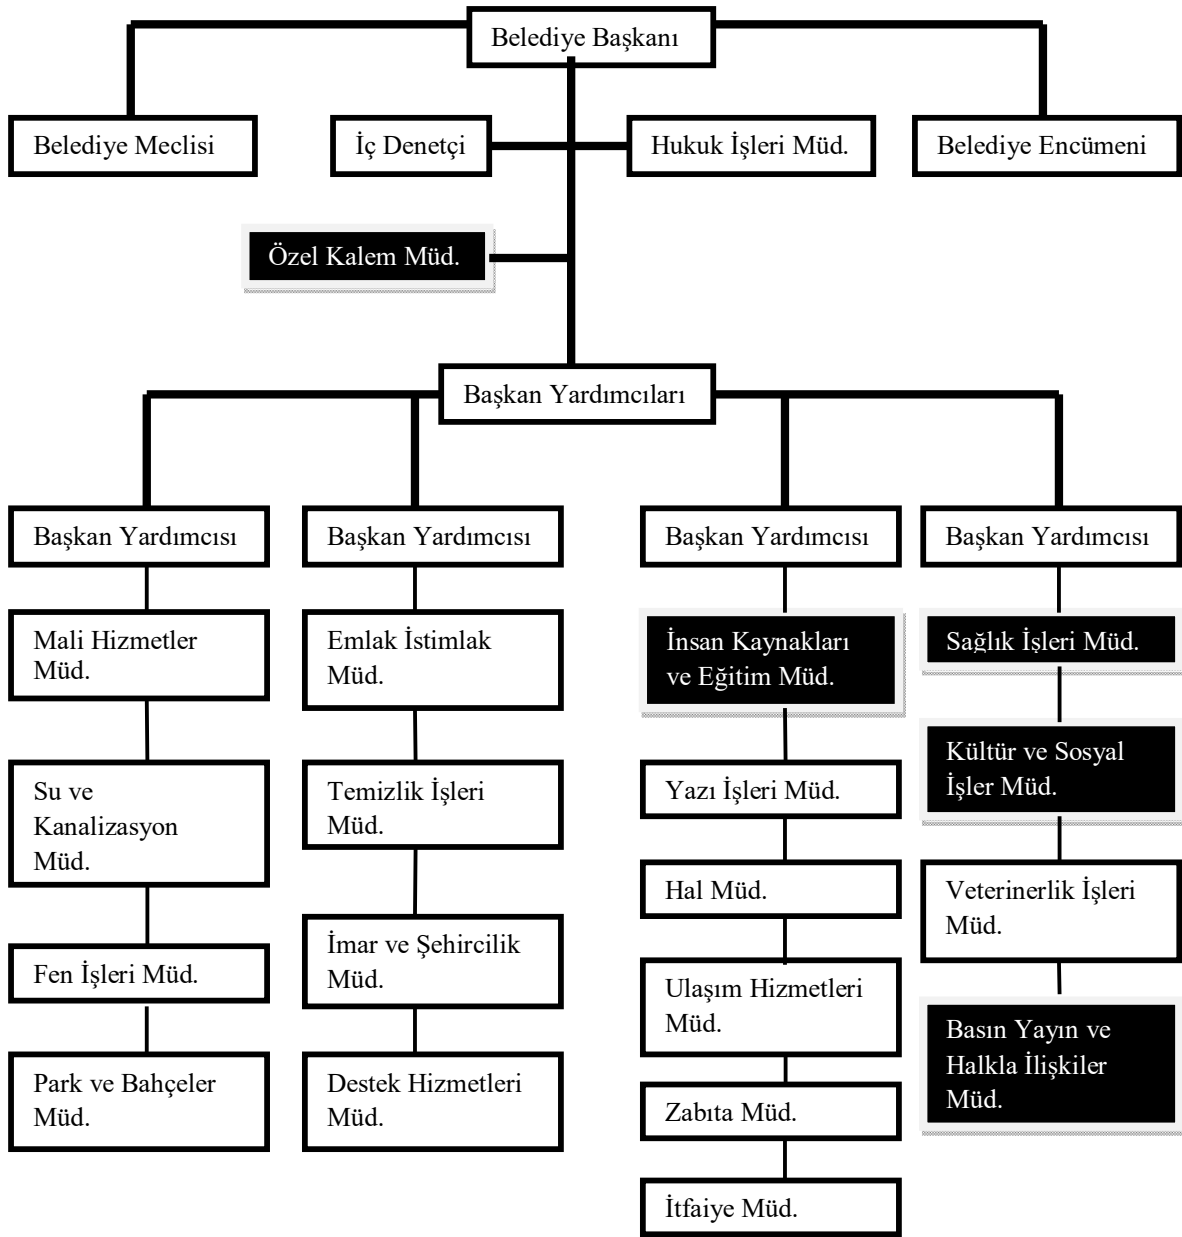 Belediye Başkanı
Belediye Meclisi
İç Denetçi
Hukuk İşleri Müd.
Belediye Encümeni
Özel Kalem Müd.
Başkan Yardımcıları
Başkan Yardımcısı
Başkan Yardımcısı
Başkan Yardımcısı
Başkan Yardımcısı
Mali Hizmetler
Müd.
Su ve
Kanalizasyon
Müd.
Fen İşleri Müd.
Park ve Bahçeler
Müd.
Emlak İstimlak
Müd.
Temizlik İşleri
Müd.
İmar ve Şehircilik
Müd.
Destek Hizmetleri
Müd.
İnsan Kaynakları
ve Eğitim Müd.
Yazı İşleri Müd.
Hal Müd.
Ulaşım Hizmetleri
Müd.
Zabıta Müd.
İtfaiye Müd.
Sağlık İşleri Müd.
Kültür ve Sosyal
İşler Müd.
Veterinerlik İşleri
Müd.
Basın Yayın ve
Halkla İlişkiler
Müd.